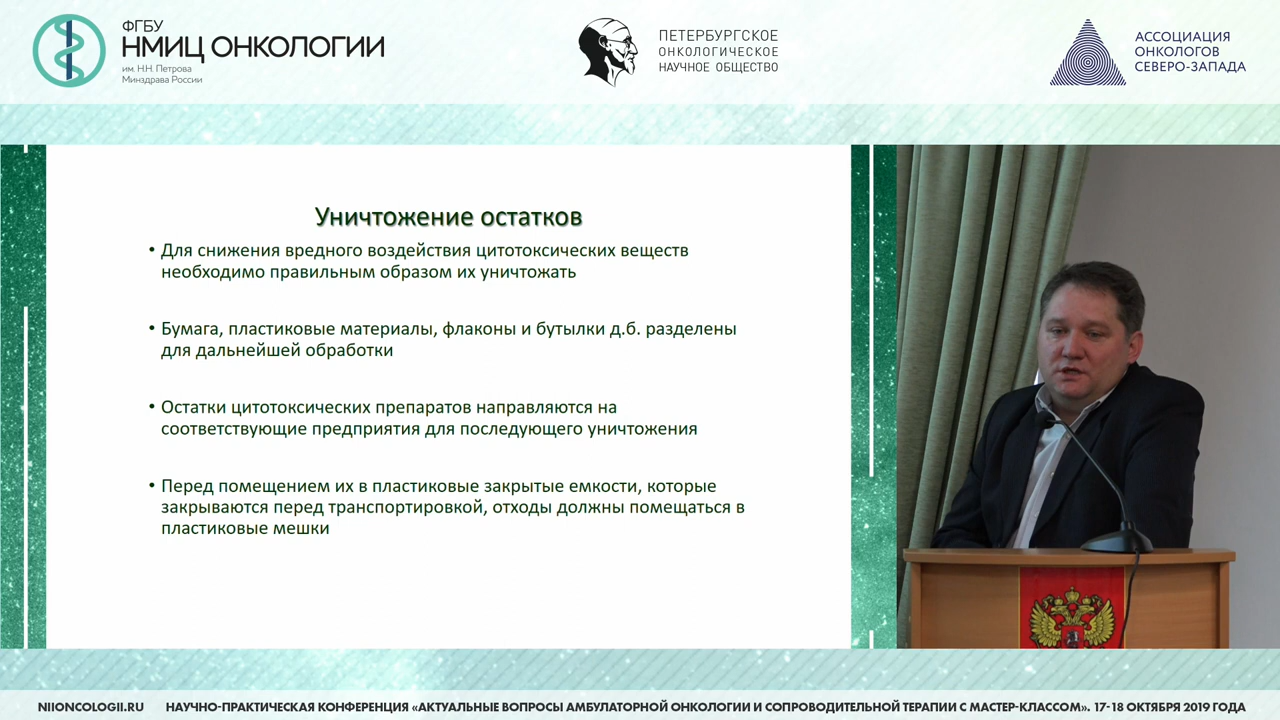 ФГБУ
НМИЦ ОНКОЛОГИИ
им. Н.Н. Петрова
Минздрава России
ПЕТЕРБУРГСКОЕ
ОНКОЛОГИЧЕСКОЕ
НАУЧНОЕ ОБЩЕСТВО
АССОЦИАЦИЯ
ОНКОЛОГОВ
СЕВЕРО-ЗАПАДА
Уничтожение остатков
• Для снижения вредного воздействия цитотоксических веществ
необходимо правильным образом их уничтожать
• Бумага, пластиковые материалы, флаконы и бутылки д.б. разделены
для дальнейшей обработки
• Остатки цитотоксических препаратов направляются на
соответствующие предприятия для последующего уничтожения
• Перед помещением их в пластиковые закрытые емкости, которые
закрываются перед транспортировкой, отходы должны помещаться в
пластиковые мешки
NIIONCOLOGII.RU НАУЧНО-ПРАКТИЧЕСКАЯ КОНФЕРЕНЦИЯ «АКТУАЛЬНЫЕ ВОПРОСЫ АМБУЛАТОРНОЙ ОНКОЛОГИИ И СОПРОВОДИТЕЛЬНОЙ ТЕРАПИИ С МАСТЕР-КЛАССОМ». 17-18 ОКТЯБРЯ 2019 ГОДА